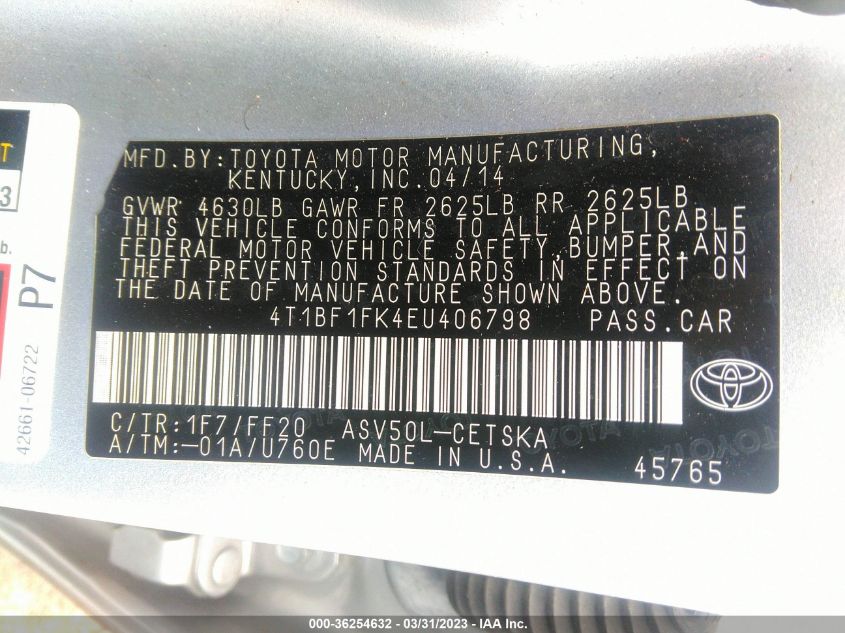 MFD.BY:TOYOTA MOTOR MANUFACTURING,
KENTUCKY,INC.04/14
GVWR 4630LB GAWR FR 2625LB RR 2625LB
THIS VEHICLE CONFORMS TO ALL APPLICABLE
FEDERAL MOTOR VEHICLE SAFETY,BUMPER,AND
THEFT PREVENTION STANDARDS IN EFFECT ON
THE DATE OF MANUFACTURE SHOWN ABOVE.
4T1BF1FK4EU406798 PASS.CAR
C/TR:1F7/FF20 ASV50L-CETSKA
A/TM:-01A/U760E MADE IN U.S.A. 45765
T
3
b.
P7
42661-06722
000-36254632 - 03/31/2023 - IAA Inc.